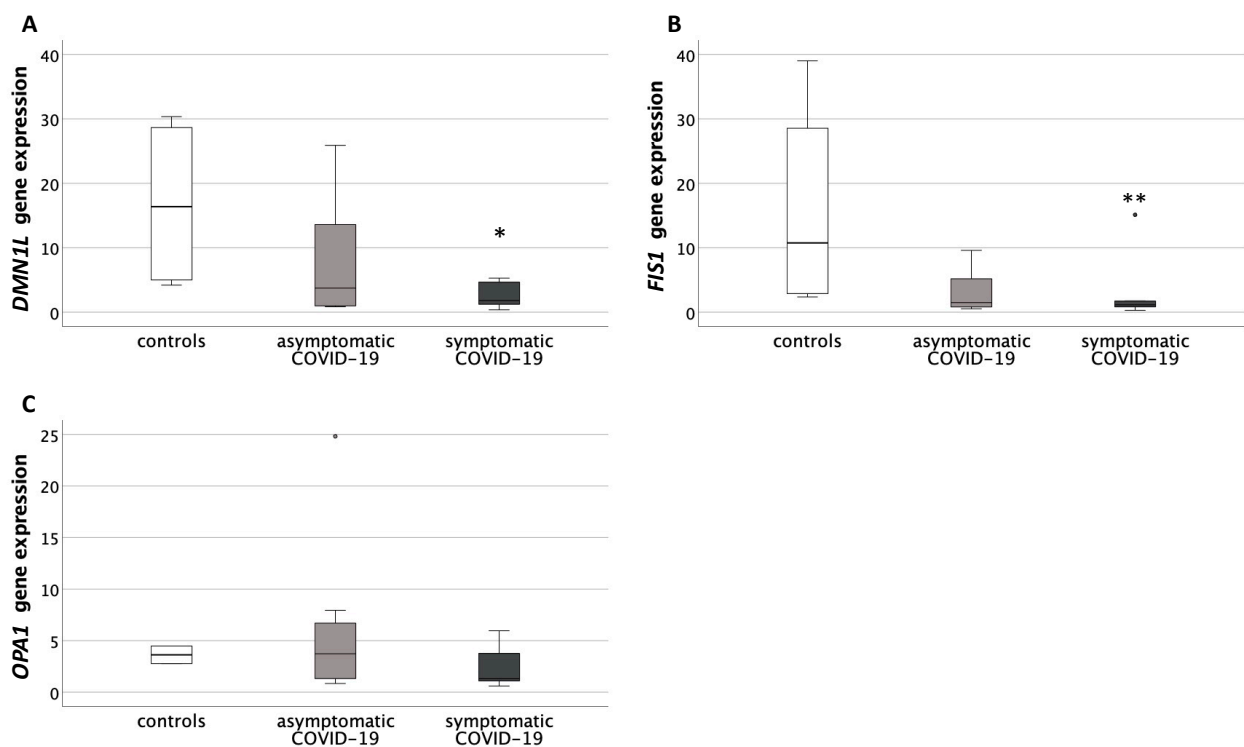 A
DMN1L gene expression
40
30
20
10
0
*
controls
asymptomatic
COVID-19
symptomatic
COVID-19
B
FIS1 gene expression
40
30
20
10
0
**
controls
asymptomatic
COVID-19
symptomatic
COVID-19
C
OPA1 gene expression
25
20
15
10
5
0
controls
asymptomatic
COVID-19
symptomatic
COVID-19